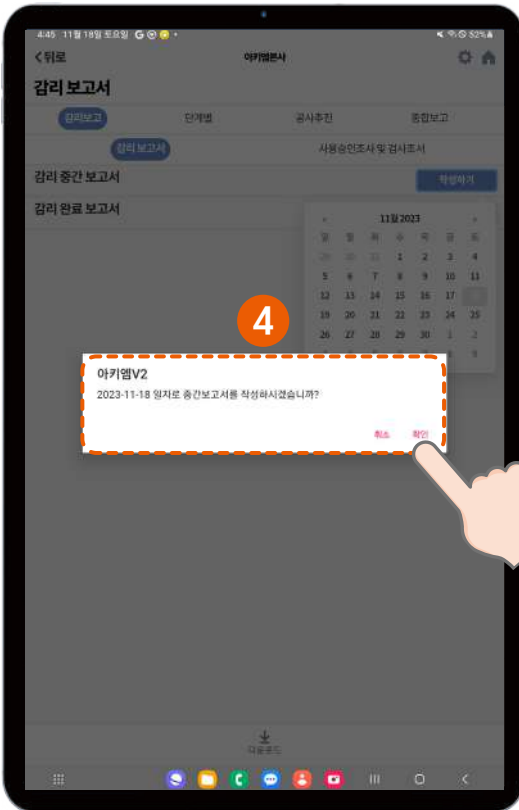 4:45 11월 18일 토요일
52%
뒤로
아키엠본사
감리 보고서
감리보고 단계별 공사추진 종합보고
감리 보고서 사용승인조사 및 검사조서
감리 중간 보고서 작성하기
감리 완료 보고서
« 11월 2023 »
일 월 화 수 목 금 토
29 30 31 1 2 3 4
5 6 7 8 9 10 11
12 13 14 15 16 17
19 20 21 22 23 24 25
26 27 28 29 30 1 2
4
아키엠V2
2023-11-18 일자로 중간보고서를 작성하시겠습니까?
취소 확인
다운로드